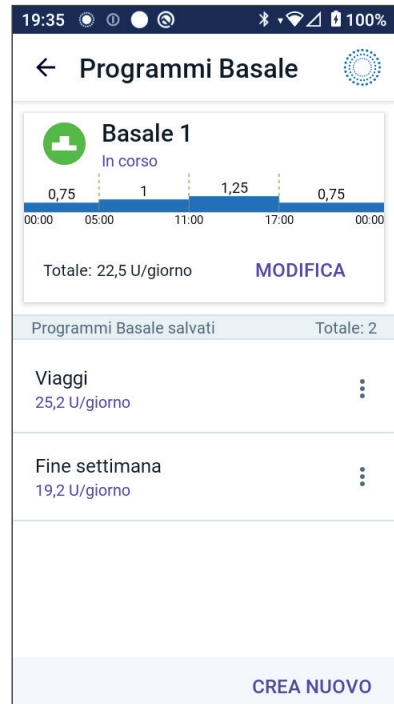 19:35 100%
Programmi Basale
Basale 1
In corso
0,75 1 1,25 0,75
00:00 05:00 11:00 17:00 00:00
Totale: 22,5 U/giorno MODIFICA
Programmi Basale salvati Totale: 2
Viaggi
25,2 U/giorno
Fine settimana
19,2 U/giorno
CREA NUOVO